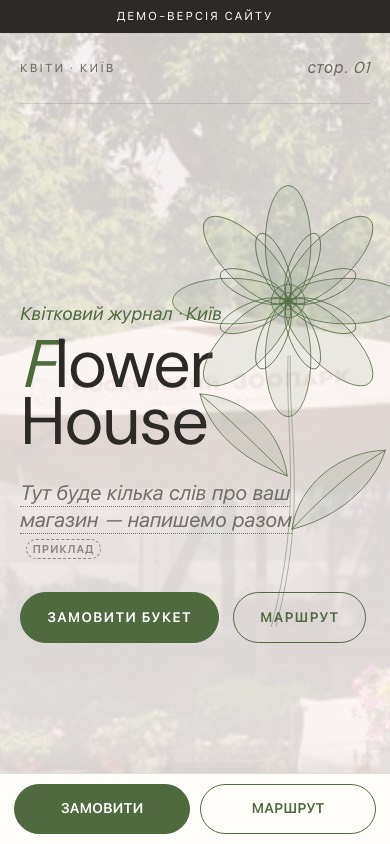 ДЕМО-ВЕРСІЯ САЙТУ
КВІТИ · КИЇВ
стор. 01
Квітковий журнал · Київ
Flower
House
ЗООПАРК
Тут буде кілька слів про ваш
магазин — напишемо разом
ПРИКЛАД
ЗАМОВИТИ БУКЕТ
МАРШРУТ
ЗАМОВИТИ
МАРШРУТ